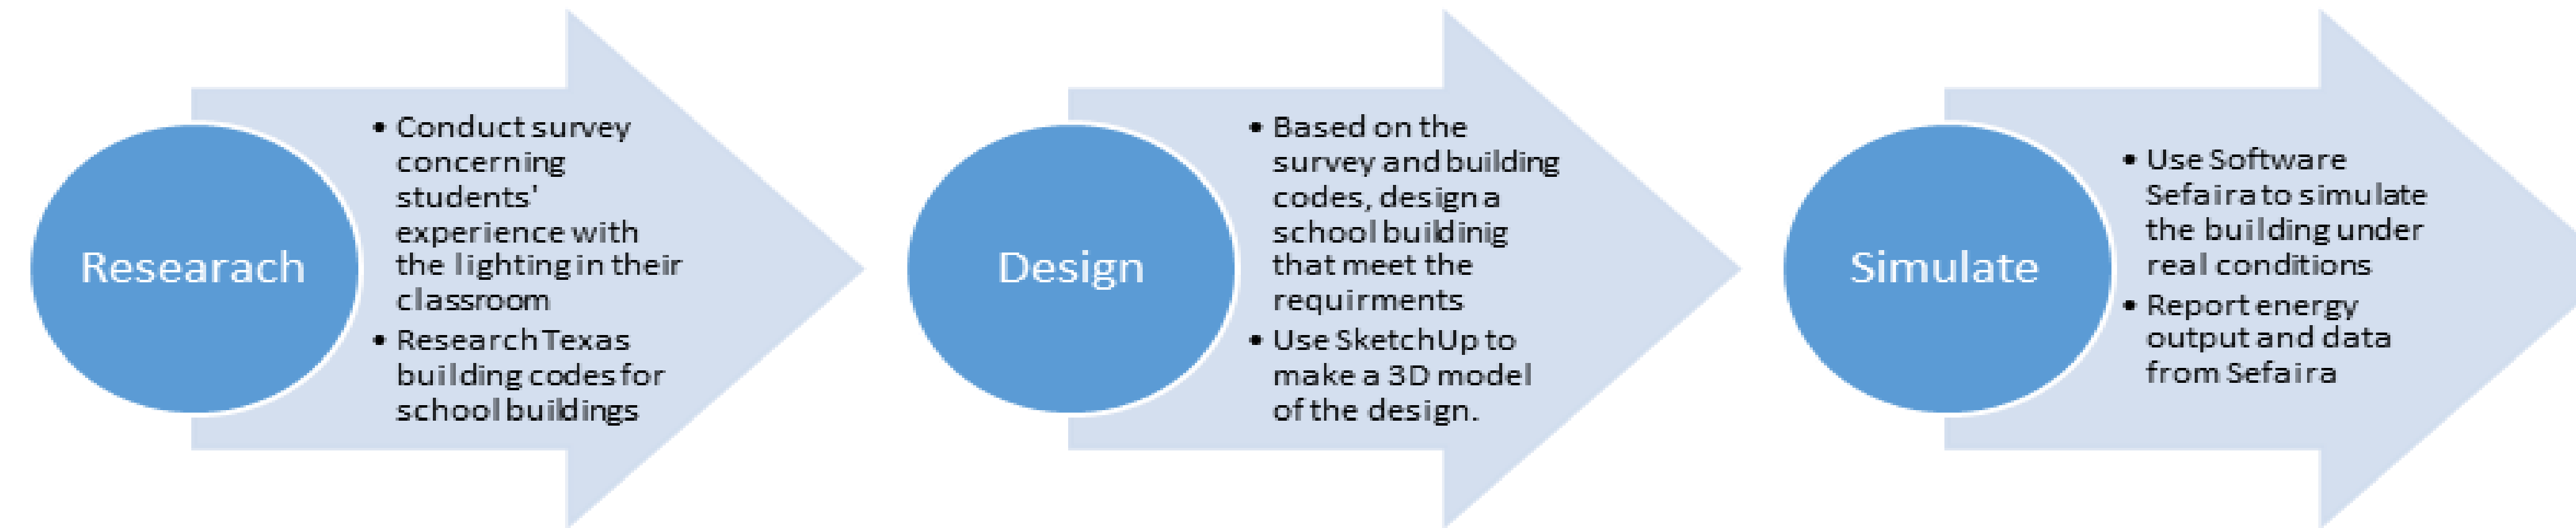 Researach
• Conduct survey
concerning
students'
experience with
the lighting in their
classroom
• Research Texas
building codes for
school buildings
Design
• Based on the
survey and building
codes, design a
school buildinig
that meet the
requirments
• Use SketchUp to
make a 3D model
of the design.
Simulate
• Use Software
Sefaira to simulate
the building under
real conditions
• Report energy
output and data
from Sefaira